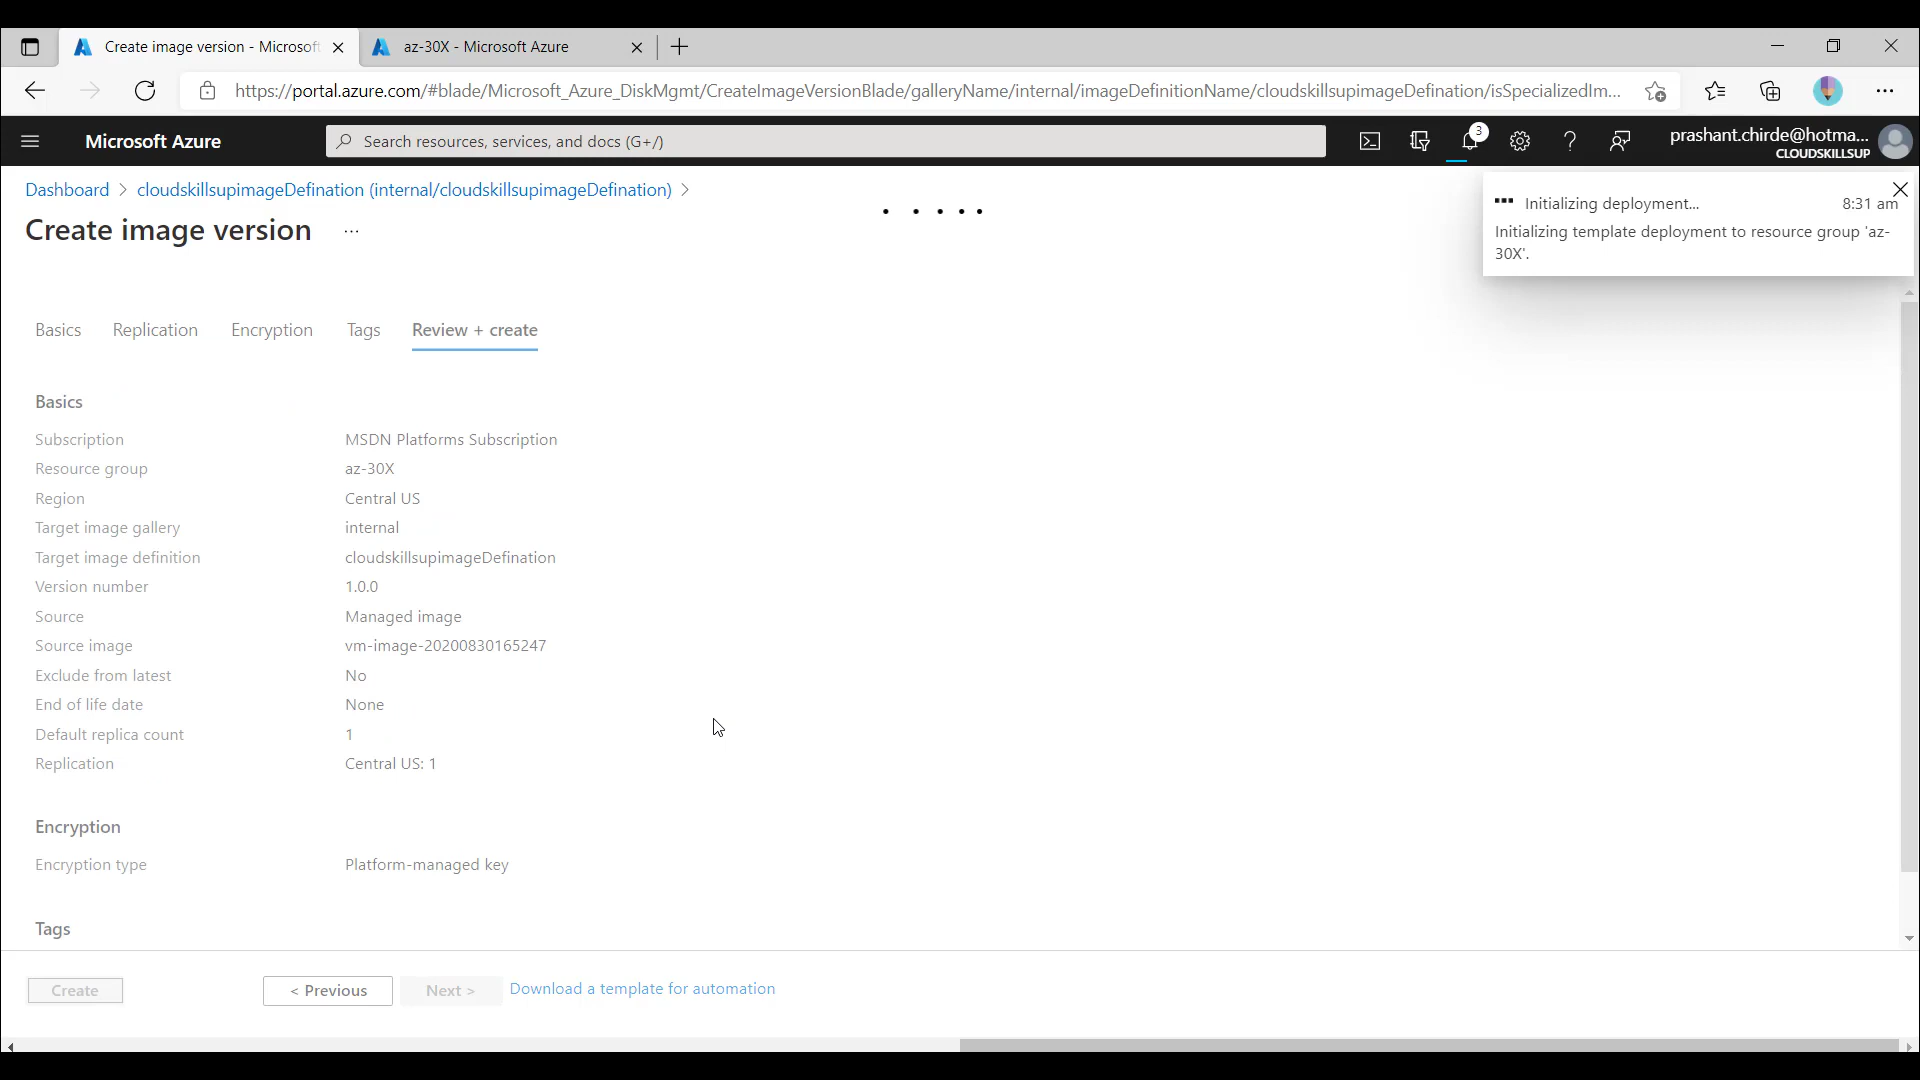 Create image version - Microsoft
az-30X - Microsoft Azure
https://portal.azure.com/#blade/Microsoft_Azure_DiskMgmt/CreateImageVersionBlade/galleryName/internal/imageDefinitionName/cloudskillsupimageDefination/isSpecializedIm...
Microsoft Azure
Search resources, services, and docs (G+/)
3
prashant.chirde@hotma...
CLOUDSKILLSUP
Dashboard > cloudskillsupimageDefination (internal/cloudskillsupimageDefination) >
Create image version ...
Initializing deployment... 8:31 am
Initializing template deployment to resource group 'az-
30X'.
Basics Replication Encryption Tags Review + create
Basics
Subscription MSDN Platforms Subscription
Resource group az-30X
Region Central US
Target image gallery internal
Target image definition cloudskillsupimageDefination
Version number 1.0.0
Source Managed image
Source image vm-image-20200830165247
Exclude from latest No
End of life date None
Default replica count 1
Replication Central US: 1
Encryption
Encryption type Platform-managed key
Tags
Create < Previous Next > Download a template for automation